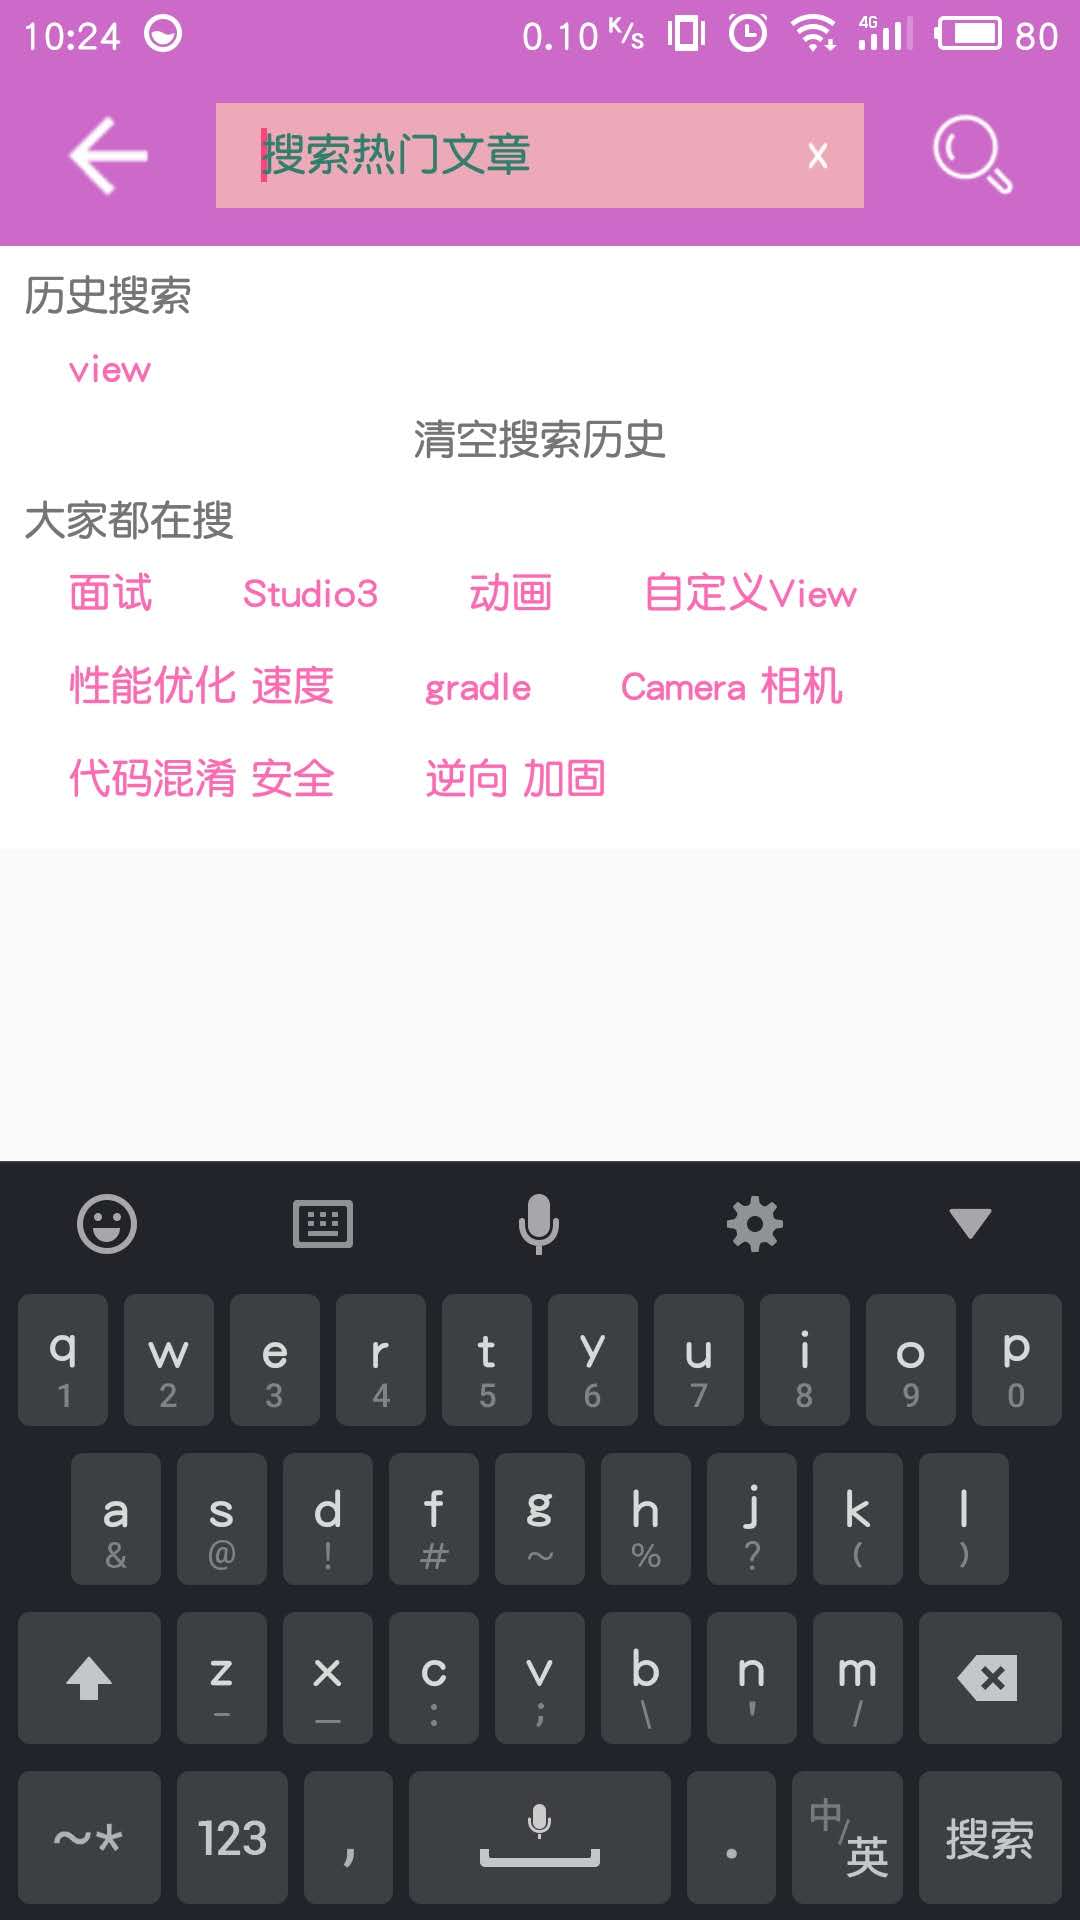 10:24 0.10 K/s 4G 80
搜索热门文章 x
历史搜索
view
清空搜索历史
大家都在搜
面试 Studio3 动画 自定义View
性能优化 速度 gradle Camera 相机
代码混淆 安全 逆向 加固
q w e r t y u i o p
1 2 3 4 5 6 7 8 9 0
a s d f g h j k l
& @ ! # ~ % ? ( )
z x c v b n m
- _ : ; \ ' /
~* 123 , . 中/英 搜索